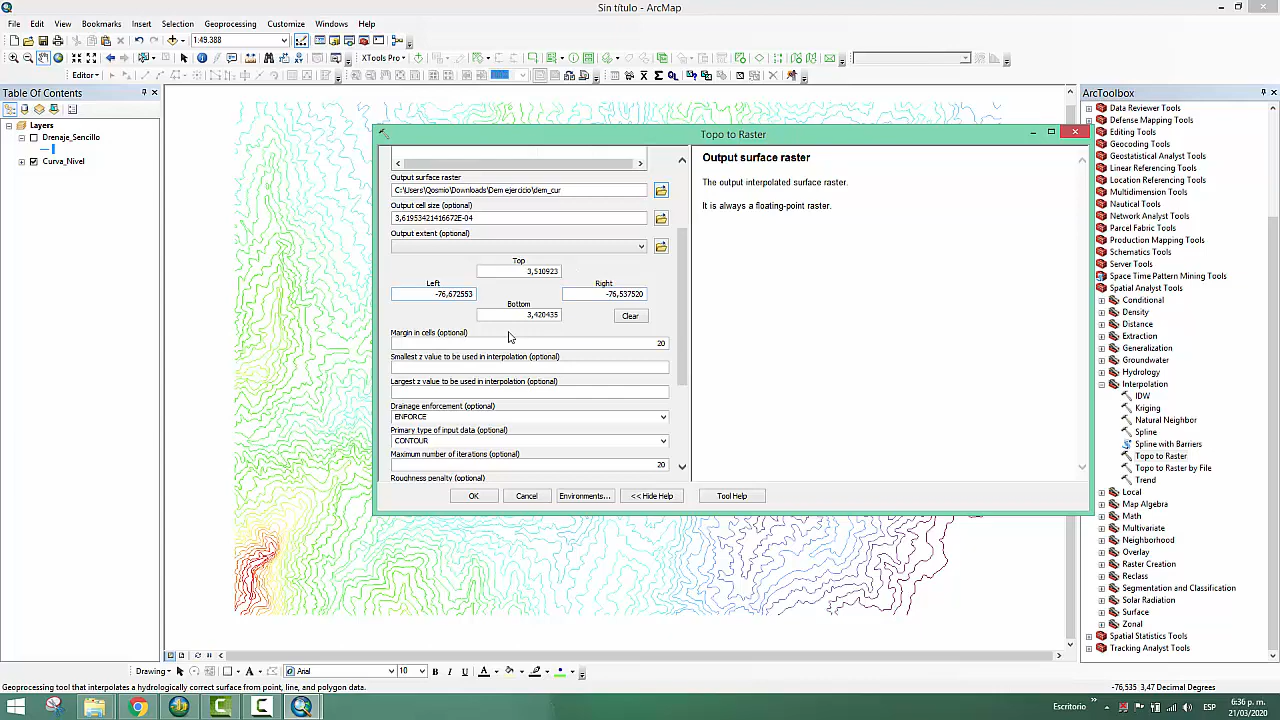 Sin título - ArcMap
File Edit View Bookmarks Insert Selection Geoprocessing Customize Windows Help
1:49.388
XTools Pro
Editor
Table Of Contents
Layers
Drenaje_Sencillo
Curva_Nivel
Topo to Raster
Output surface raster
C:\Users\Qosmio\Downloads\Dem ejercicio\dem_cur
Output cell size (optional)
3,61953421416672E-04
Output extent (optional)
Top
3,510923
Left
Right
-76,672553
-76,537520
Bottom
3,420435
Clear
Margin in cells (optional)
20
Smallest z value to be used in interpolation (optional)
Largest z value to be used in interpolation (optional)
Drainage enforcement (optional)
ENFORCE
Primary type of input data (optional)
CONTOUR
Maximum number of iterations (optional)
20
Roughness penalty (optional)
OK
Cancel
Environments...
<< Hide Help
Tool Help
Output surface raster
The output interpolated surface raster.
It is always a floating-point raster.
ArcToolbox
Data Reviewer Tools
Defense Mapping Tools
Editing Tools
Geocoding Tools
Geostatistical Analyst Tools
Linear Referencing Tools
Location Referencing Tools
Multidimension Tools
Nautical Tools
Network Analyst Tools
Parcel Fabric Tools
Production Mapping Tools
Schematics Tools
Server Tools
Space Time Pattern Mining Tools
Spatial Analyst Tools
Conditional
Density
Distance
Extraction
Generalization
Groundwater
Hydrology
Interpolation
IDW
Kriging
Natural Neighbor
Spline
Spline with Barriers
Topo to Raster
Topo to Raster by File
Trend
Local
Map Algebra
Math
Multivariate
Neighborhood
Overlay
Raster Creation
Reclass
Segmentation and Classification
Solar Radiation
Surface
Zonal
Spatial Statistics Tools
Tracking Analyst Tools
Drawing
Arial
10
B I U A
Geoprocessing tool that interpolates a hydrologically correct surface from point, line, and polygon data.
-76,535 3,47 Decimal Degrees
Escritorio
ESP
6:36 p. m.
21/03/2020